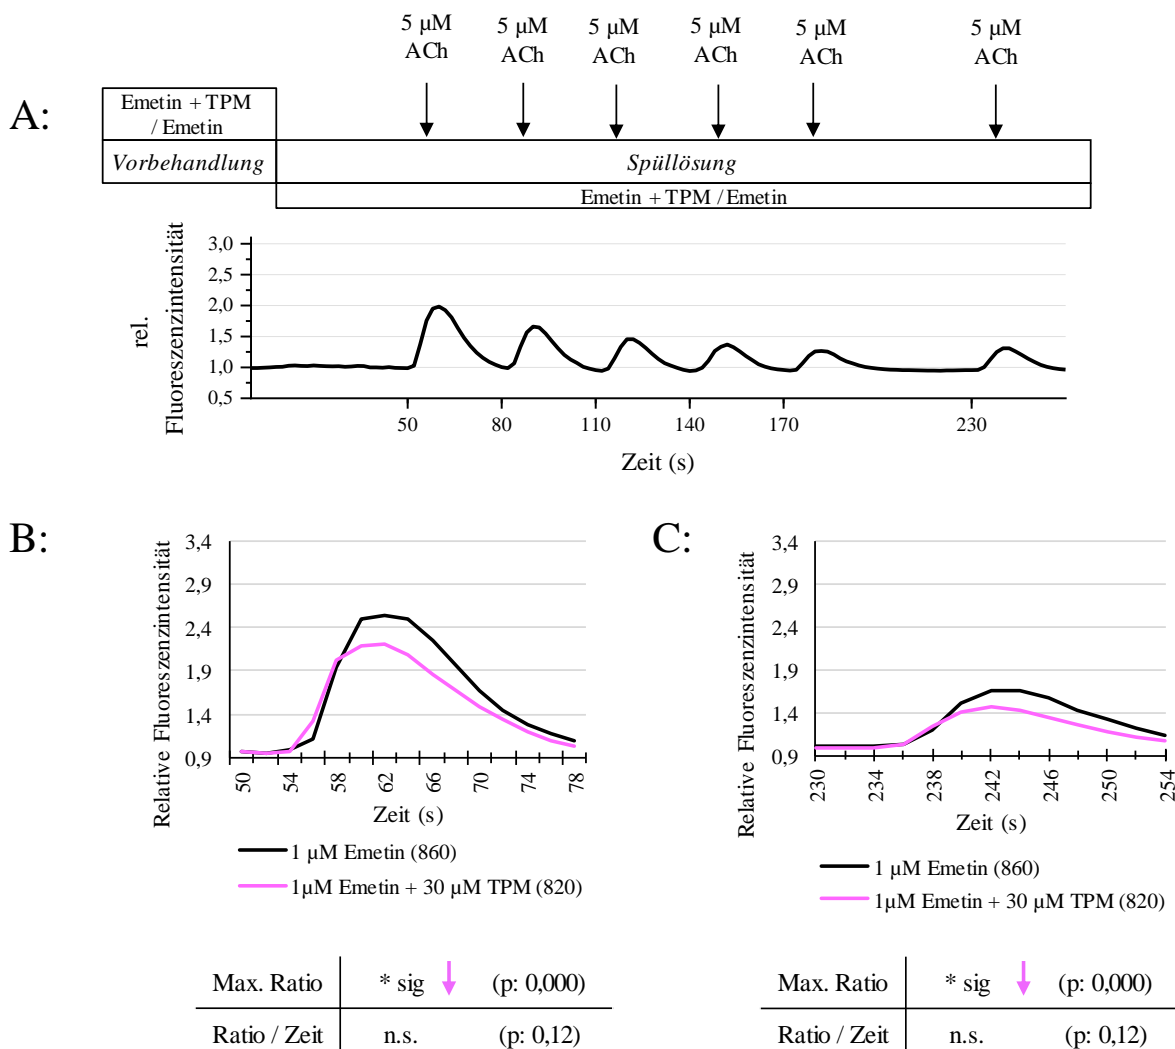 5 µM 5 µM 5 µM 5 µM 5 µM 5 µM
ACh ACh ACh ACh ACh ACh
A:
Emetin + TPM
/ Emetin
Vorbehandlung Spüllösung
Emetin + TPM / Emetin
rel.
Fluoreszenzintensität
3,0
2,5
2,0
1,5
1,0
0,5
50 80 110 140 170 230
Zeit (s)
B:
Relative Fluoreszenzintensität
3,4
2,9
2,4
1,9
1,4
0,9
50 54 58 62 66 70 74 78
Zeit (s)
1 µM Emetin (860)
1µM Emetin + 30 µM TPM (820)
Max. Ratio * sig (p: 0,000)
Ratio / Zeit n.s. (p: 0,12)
C:
Relative Fluoreszenzintensität
3,4
2,9
2,4
1,9
1,4
0,9
230 234 238 242 246 250 254
Zeit (s)
1 µM Emetin (860)
1µM Emetin + 30 µM TPM (820)
Max. Ratio * sig (p: 0,000)
Ratio / Zeit n.s. (p: 0,12)